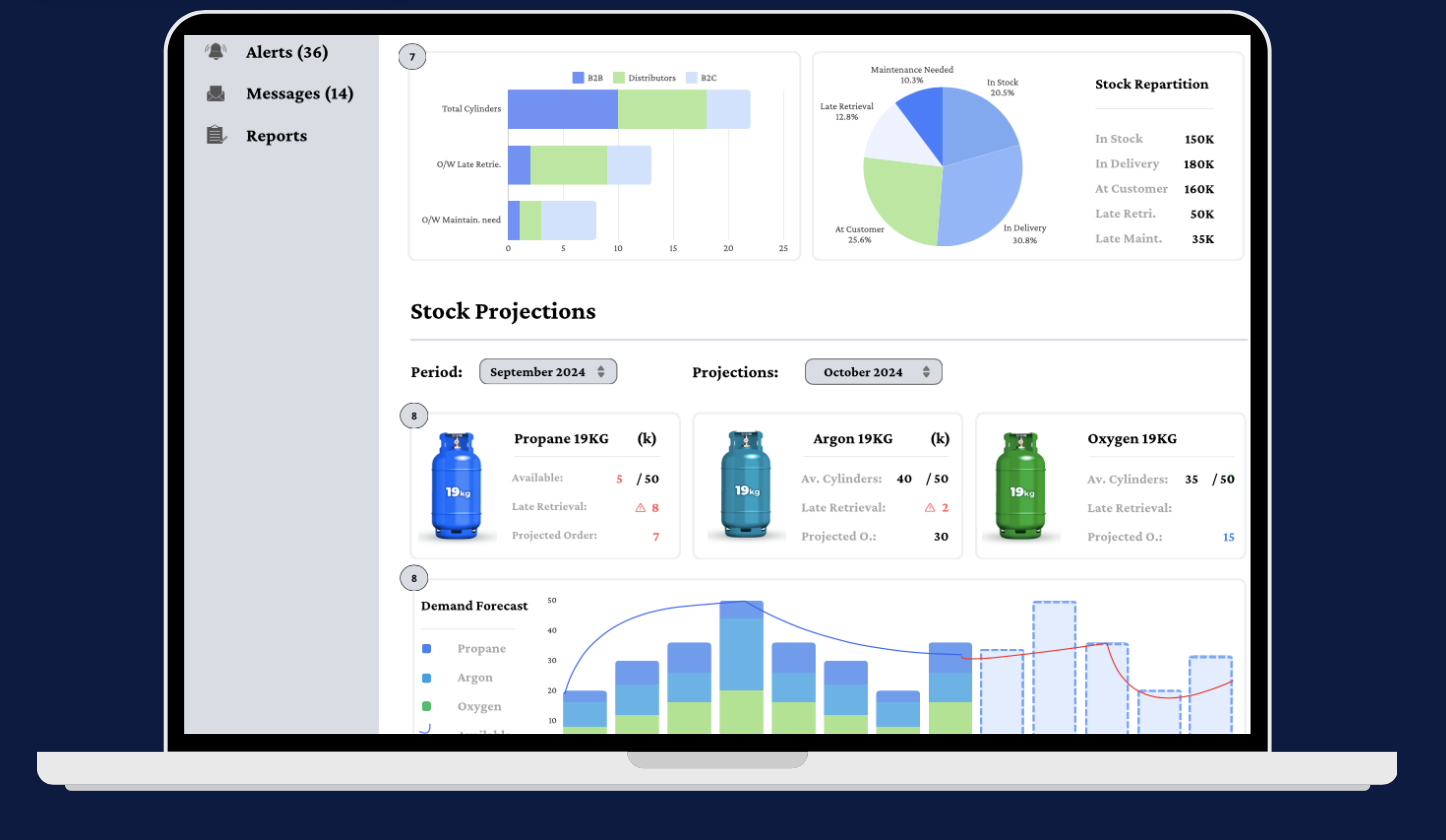 Alerts (36)
Messages (14)
Reports
7
B2B Distributors B2C
Total Cylinders
O/W Late Retrie.
O/W Maintain. need
0 5 10 15 20 25
Maintenance Needed
10.3%
In Stock
20.5%
Late Retrieval
12.8%
At Customer
25.6%
In Delivery
30.8%
Stock Repartition
In Stock 150K
In Delivery 180K
At Customer 160K
Late Retri. 50K
Late Maint. 35K
Stock Projections
Period: September 2024
Projections: October 2024
8
19kg
Propane 19KG (k)
Available: 5 / 50
Late Retrieval: 8
Projected Order: 7
19kg
Argon 19KG (k)
Av. Cylinders: 40 / 50
Late Retrieval: 2
Projected O.: 30
19kg
Oxygen 19KG
Av. Cylinders: 35 / 50
Late Retrieval:
Projected O.: 15
8
Demand Forecast
Propane
Argon
Oxygen
50
40
30
20
10